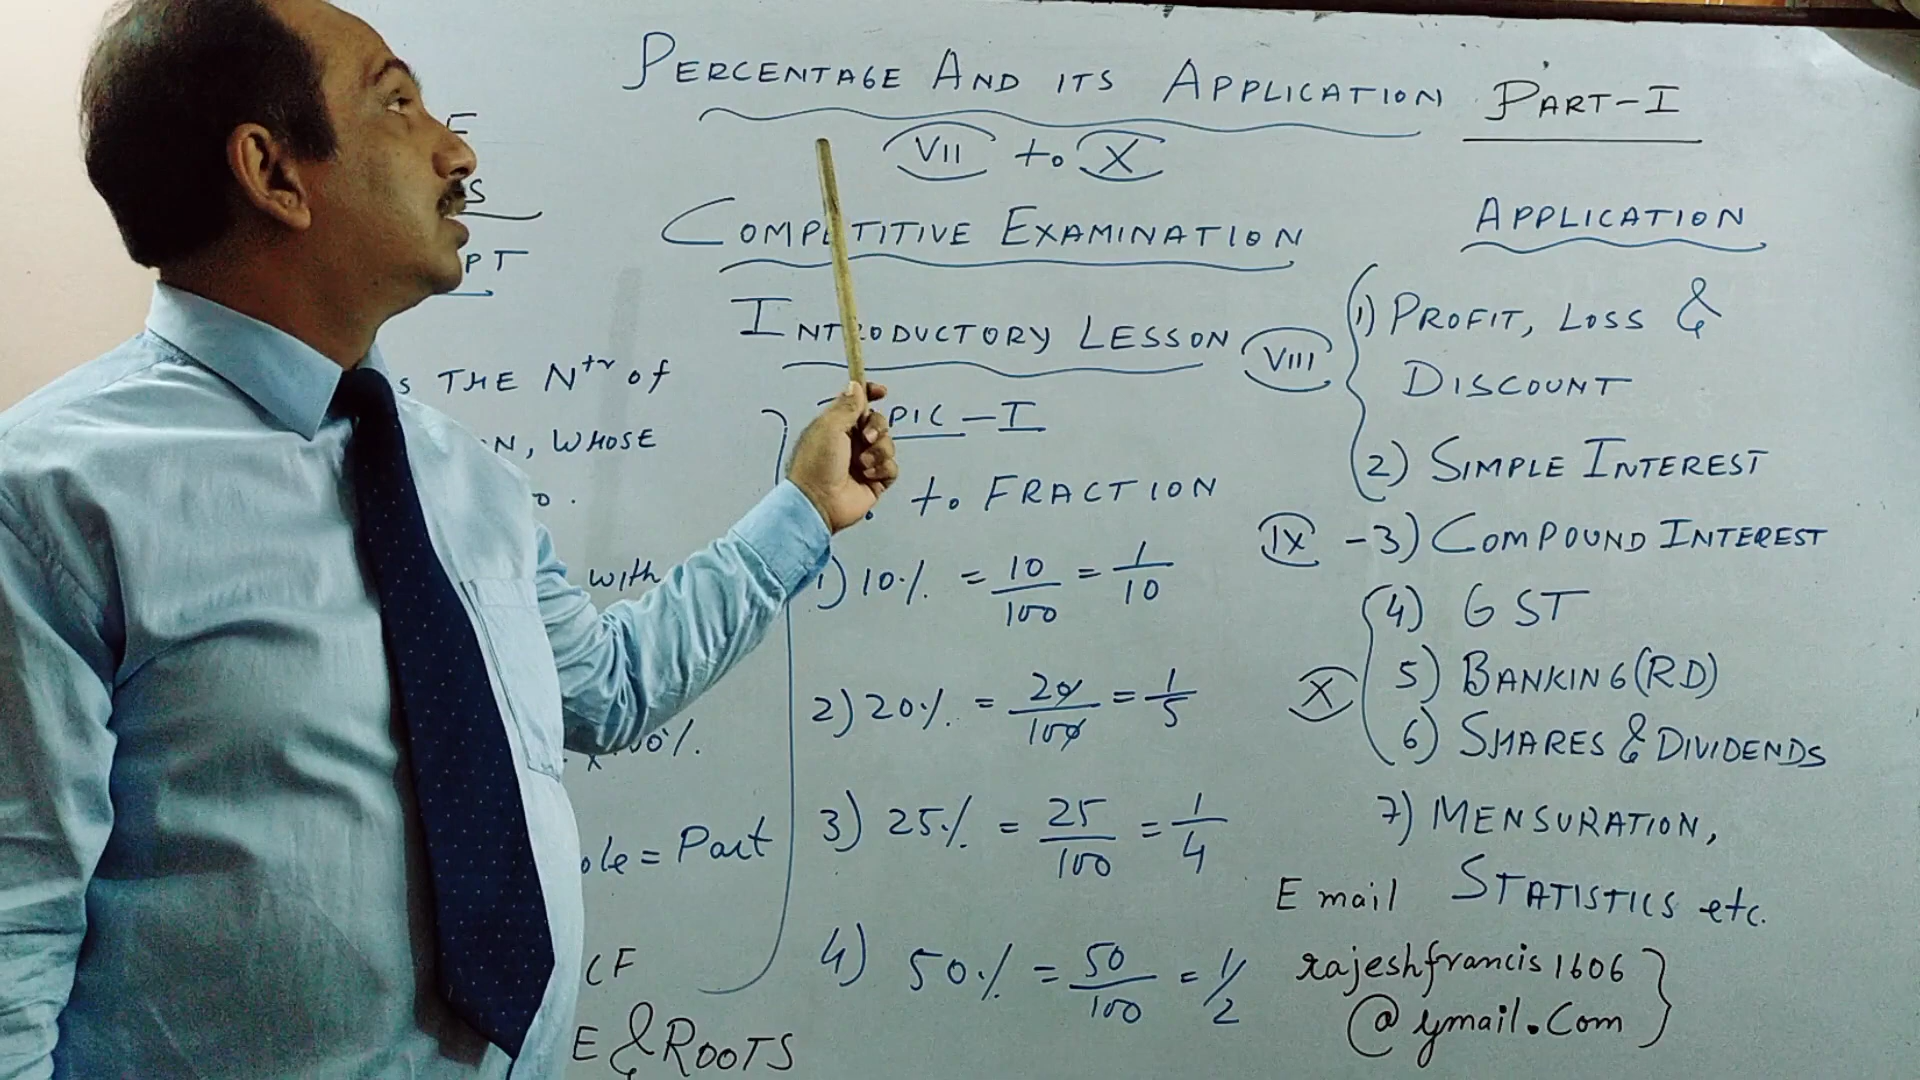 PERCENTAGE AND ITS APPLICATION PART-I
VII to X
COMPETITIVE EXAMINATION
INTRODUCTORY LESSON
THE Nᵗʳ of
WHOSE
with
= Part
CF
& ROOTS
-I
to FRACTION
1) 10% = 10/100 = 1/10
2) 20% = 20/100 = 1/5
3) 25% = 25/100 = 1/4
4) 50% = 50/100 = 1/2
APPLICATION
VIII
1) PROFIT, LOSS &
DISCOUNT
2) SIMPLE INTEREST
IX -3) COMPOUND INTEREST
4) GST
X 5) BANKING (RD)
6) SHARES & DIVIDENDS
7) MENSURATION,
STATISTICS etc.
Email
rajeshfrancis1606
@ymail.com